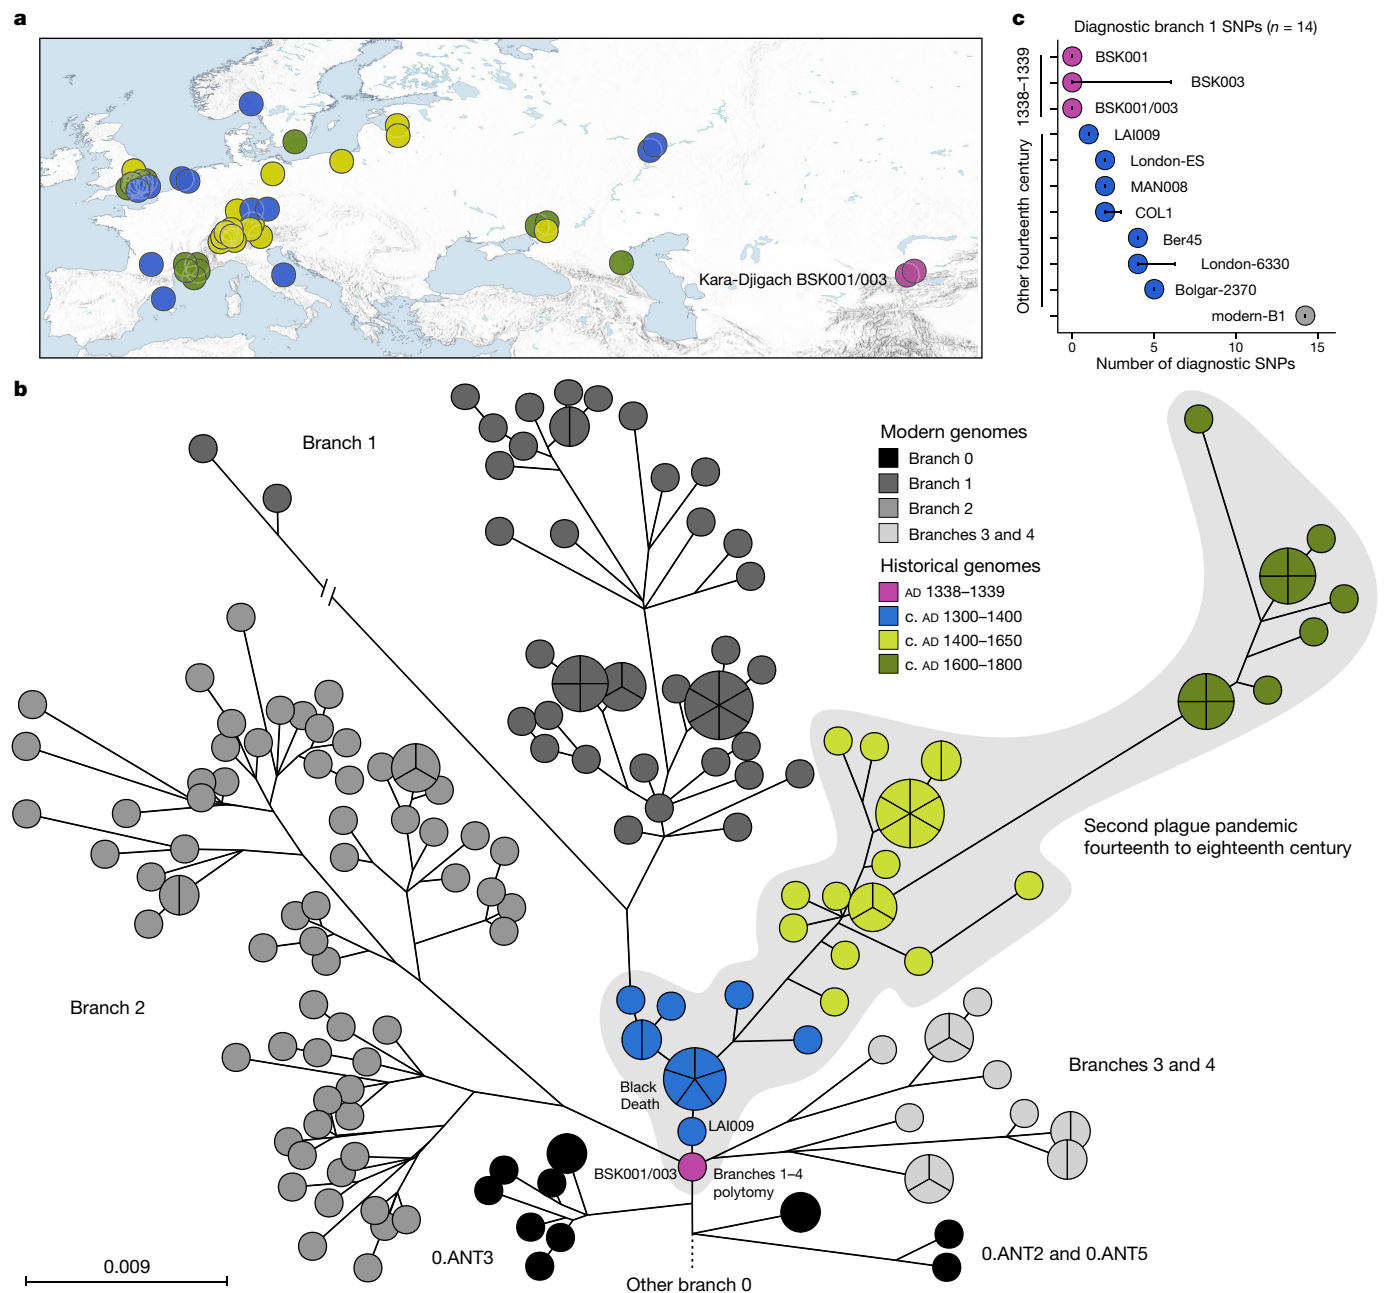 a
Kara-Djigach BSK001/003
c
Diagnostic branch 1 SNPs (n = 14)
1338–1339
Other fourteenth century
BSK001
BSK003
BSK001/003
LAI009
London-ES
MAN008
COL1
Ber45
London-6330
Bolgar-2370
modern-B1
0
5
10
15
Number of diagnostic SNPs
b
Branch 1
Modern genomes
Branch 0
Branch 1
Branch 2
Branches 3 and 4
Historical genomes
AD 1338–1339
c. AD 1300–1400
c. AD 1400–1650
c. AD 1600–1800
Second plague pandemic
fourteenth to eighteenth century
Branch 2
Branches 3 and 4
Black
Death
LAI009
BSK001/003
Branches 1–4
polytomy
0.ANT3
0.ANT2 and 0.ANT5
Other branch 0
0.009